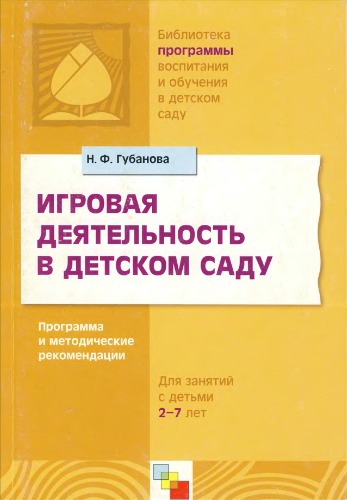 Библиотека
программы
воспитания
и обучения
в детском
саду
Н. Ф. Губанова
ИГРОВАЯ
ДЕЯТЕЛЬНОСТЬ
В ДЕТСКОМ САДУ
Программа
и методические
рекомендации
Для занятий
с детьми
2–7 лет